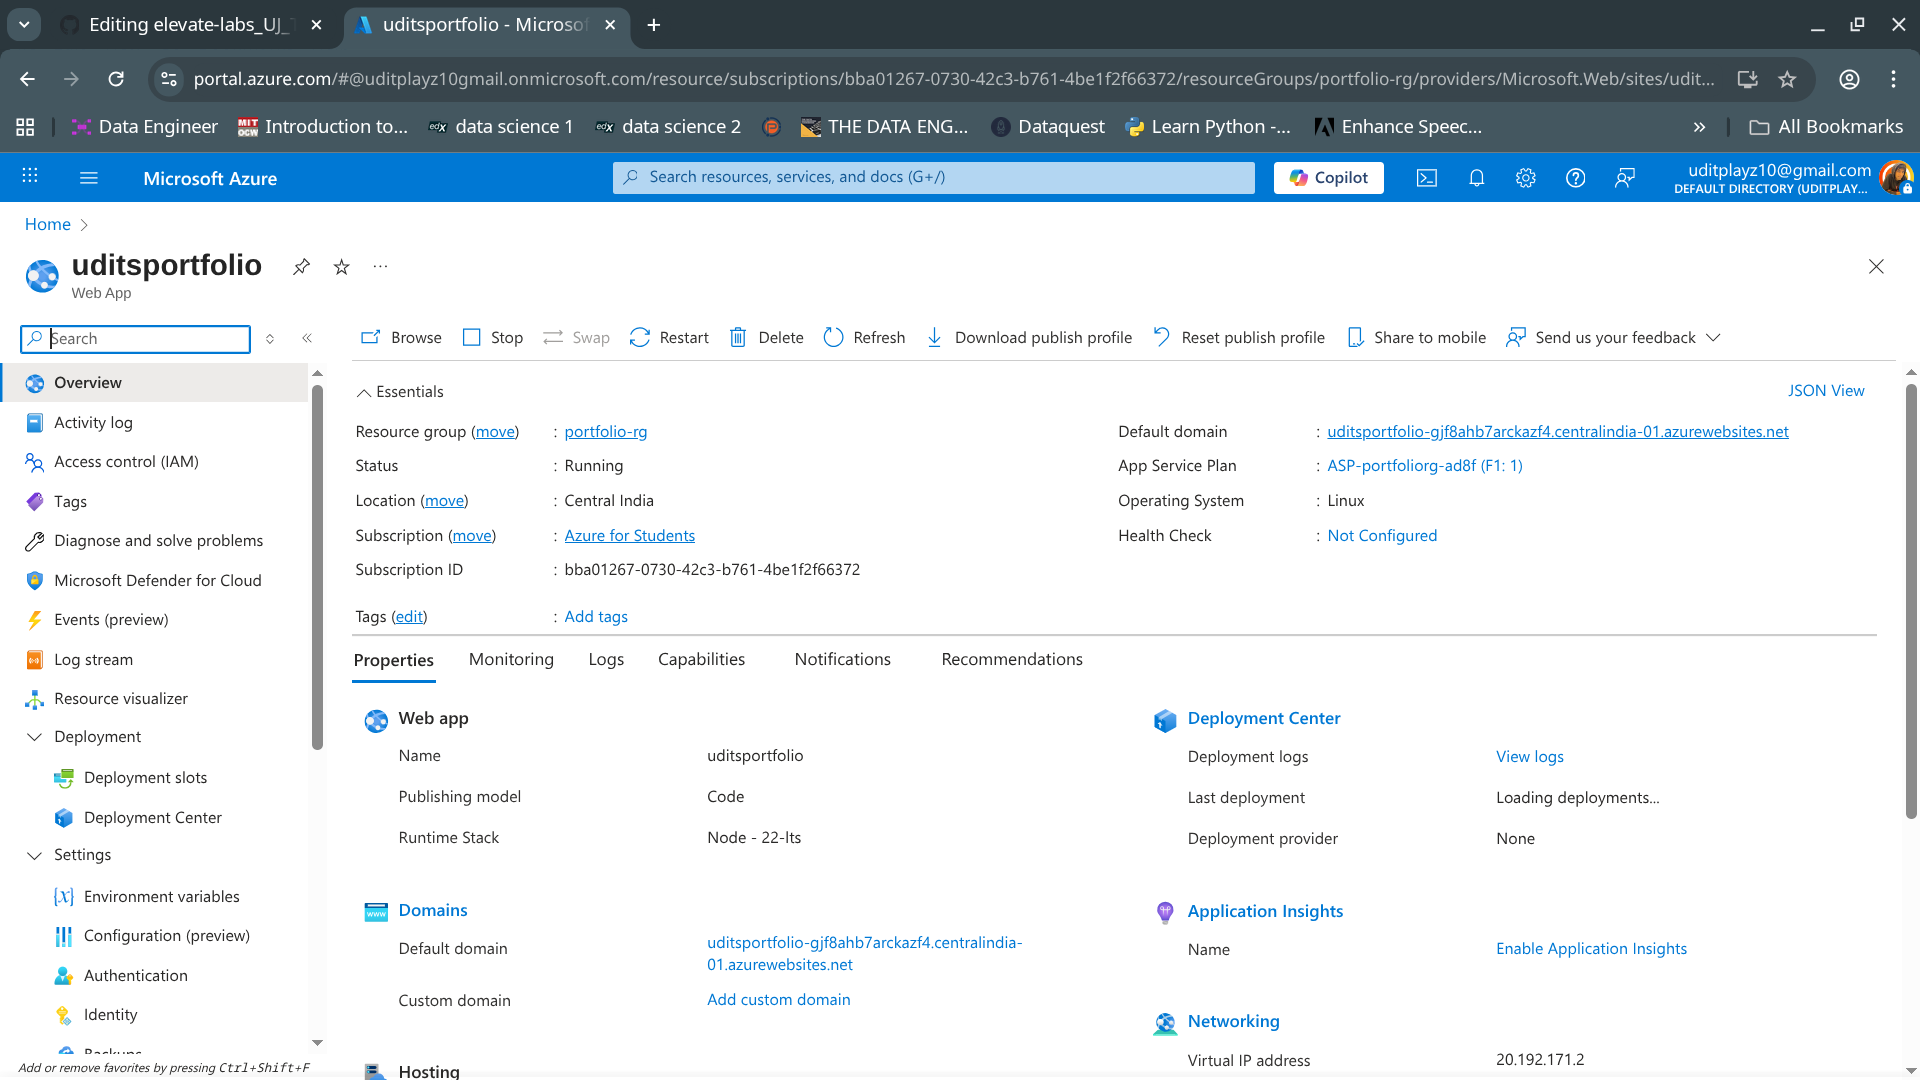 Editing elevate-labs_UJ_
uditsportfolio - Microsof
portal.azure.com/#@uditplayz10gmail.onmicrosoft.com/resource/subscriptions/bba01267-0730-42c3-b761-4be1f2f66372/resourceGroups/portfolio-rg/providers/Microsoft.Web/sites/udit...
Data Engineer
MIT OCW
Introduction to...
edX
data science 1
edX
data science 2
THE DATA ENG...
Dataquest
Learn Python -...
Enhance Speec...
All Bookmarks
Microsoft Azure
Search resources, services, and docs (G+/)
Copilot
uditplayz10@gmail.com
DEFAULT DIRECTORY (UDITPLAY...
Home
uditsportfolio
Web App
Search
Browse
Stop
Swap
Restart
Delete
Refresh
Download publish profile
Reset publish profile
Share to mobile
Send us your feedback
Overview
Activity log
Access control (IAM)
Tags
Diagnose and solve problems
Microsoft Defender for Cloud
Events (preview)
Log stream
Resource visualizer
Deployment
Deployment slots
Deployment Center
Settings
Environment variables
Configuration (preview)
Authentication
Identity
Backups
Add or remove favorites by pressing Ctrl+Shift+F
Essentials
JSON View
Resource group (move) : portfolio-rg
Status : Running
Location (move) : Central India
Subscription (move) : Azure for Students
Subscription ID : bba01267-0730-42c3-b761-4be1f2f66372
Tags (edit) : Add tags
Default domain : uditsportfolio-gjf8ahb7arckazf4.centralindia-01.azurewebsites.net
App Service Plan : ASP-portfoliorg-ad8f (F1: 1)
Operating System : Linux
Health Check : Not Configured
Properties
Monitoring
Logs
Capabilities
Notifications
Recommendations
Web app
Name uditsportfolio
Publishing model Code
Runtime Stack Node - 22-lts
Domains
Default domain uditsportfolio-gjf8ahb7arckazf4.centralindia-
01.azurewebsites.net
Custom domain Add custom domain
Hosting
Deployment Center
Deployment logs View logs
Last deployment Loading deployments...
Deployment provider None
Application Insights
Name Enable Application Insights
Networking
Virtual IP address 20.192.171.2